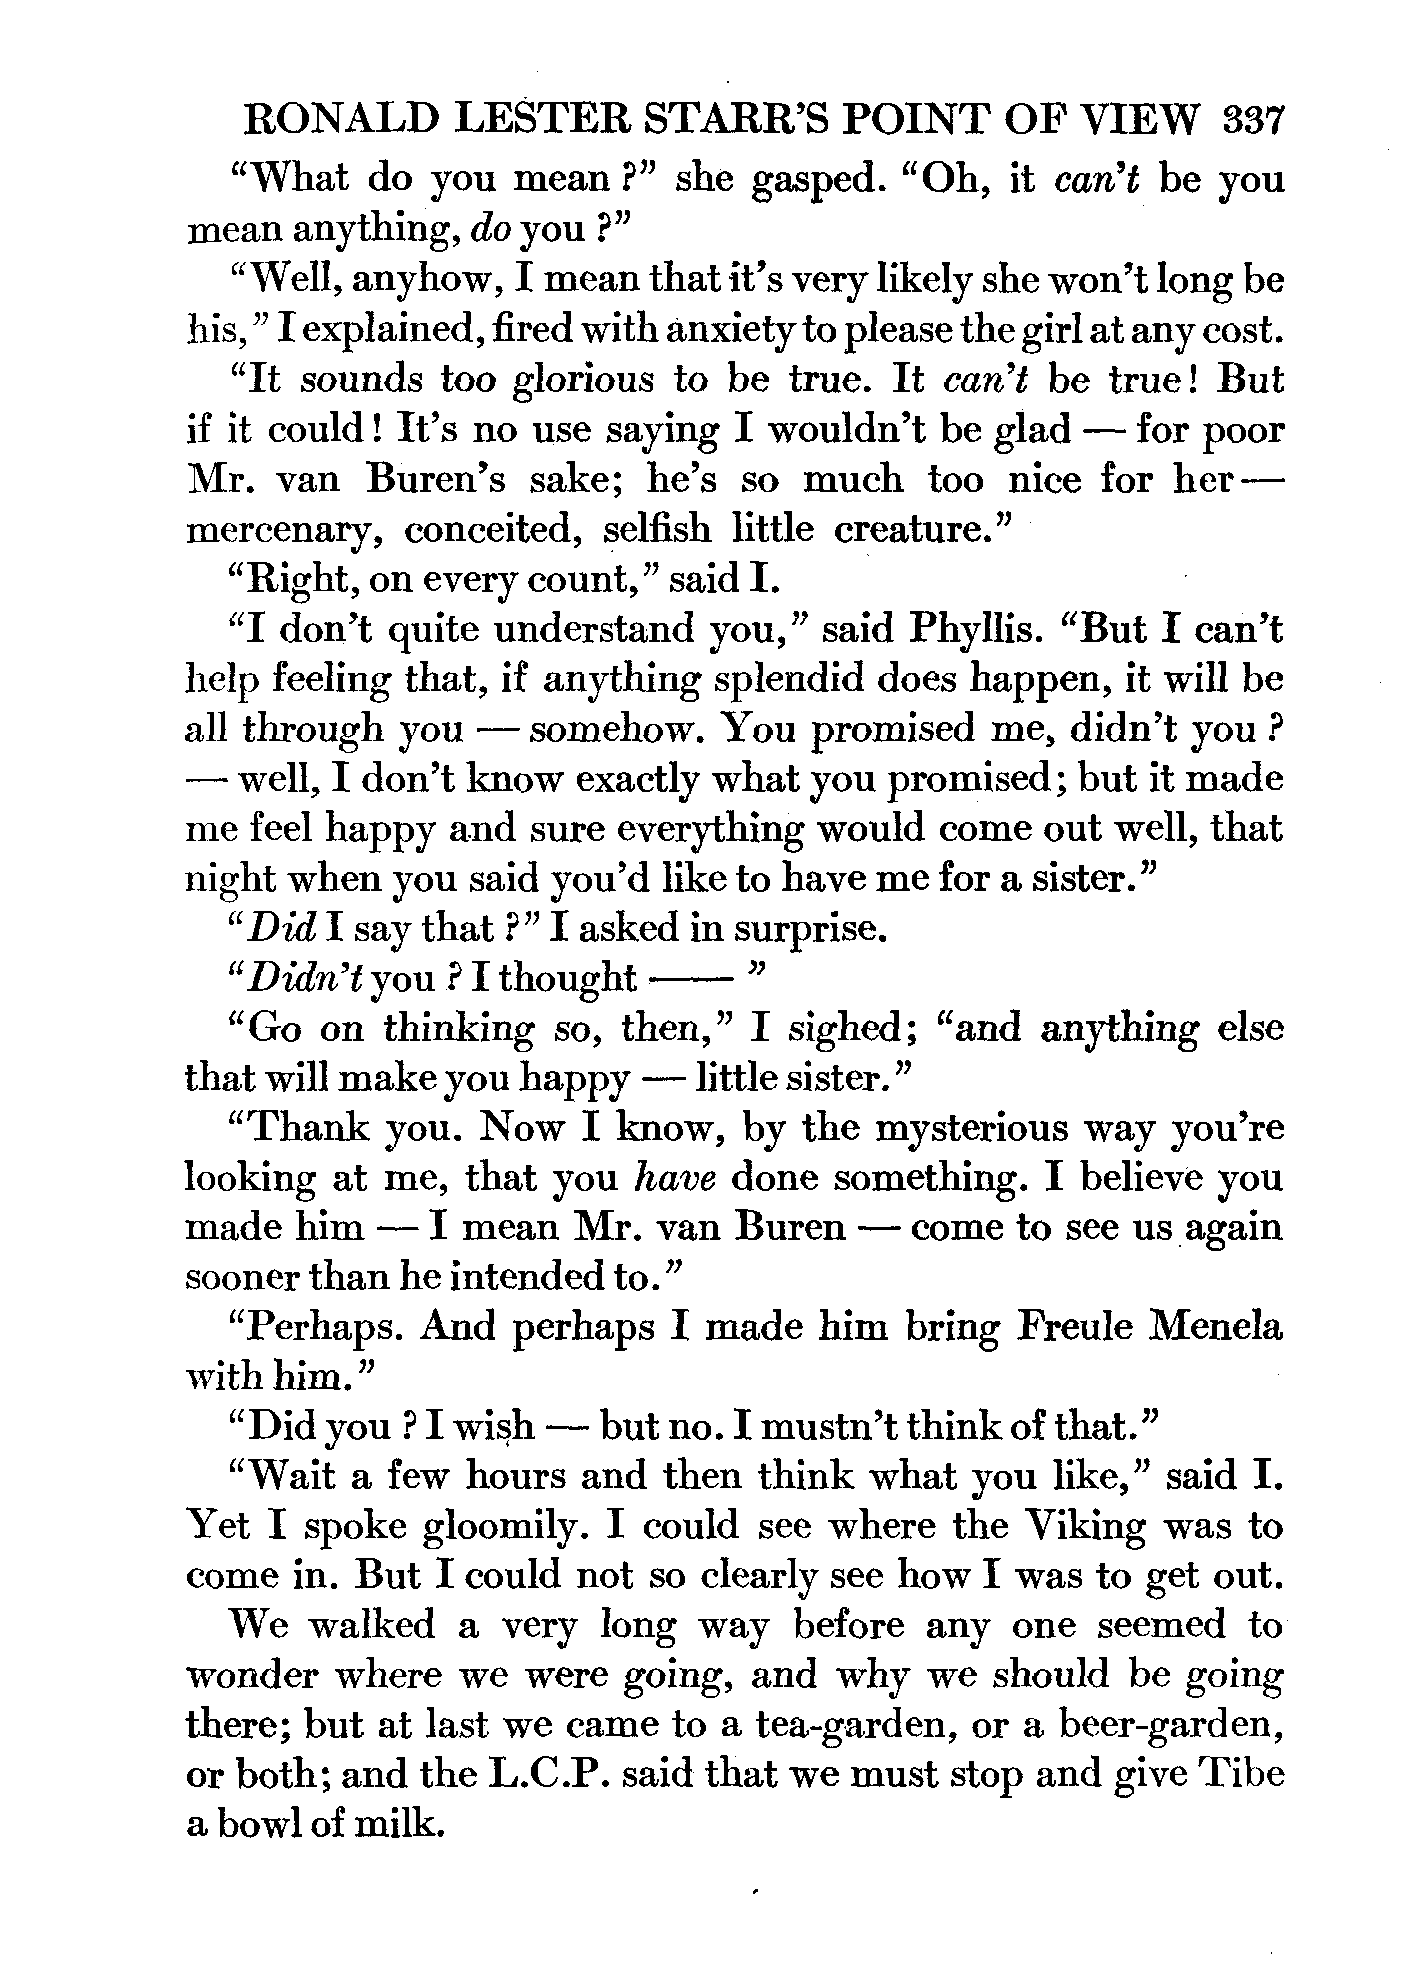 RONALD LESTER STARR'S POINT OF VIEW 337
"What do you mean?" she gasped. "Oh, it can't be you
mean anything, do you?"
"Well, anyhow, I mean that it's very likely she won't long be
his," I explained, fired with anxiety to please the girl at any cost.
"It sounds too glorious to be true. It can't be true! But
if it could! It's no use saying I wouldn't be glad — for poor
Mr. van Buren's sake; he's so much too nice for her —
mercenary, conceited, selfish little creature."
"Right, on every count," said I.
"I don't quite understand you," said Phyllis. "But I can't
help feeling that, if anything splendid does happen, it will be
all through you — somehow. You promised me, didn't you?
— well, I don't know exactly what you promised; but it made
me feel happy and sure everything would come out well, that
night when you said you'd like to have me for a sister."
"Did I say that?" I asked in surprise.
"Didn't you? I thought —— "
"Go on thinking so, then," I sighed; "and anything else
that will make you happy — little sister."
"Thank you. Now I know, by the mysterious way you're
looking at me, that you have done something. I believe you
made him — I mean Mr. van Buren — come to see us again
sooner than he intended to."
"Perhaps. And perhaps I made him bring Freule Menela
with him."
"Did you? I wish — but no. I mustn't think of that."
"Wait a few hours and then think what you like," said I.
Yet I spoke gloomily. I could see where the Viking was to
come in. But I could not so clearly see how I was to get out.
We walked a very long way before any one seemed to
wonder where we were going, and why we should be going
there; but at last we came to a tea-garden, or a beer-garden,
or both; and the L.C.P. said that we must stop and give Tibe
a bowl of milk.